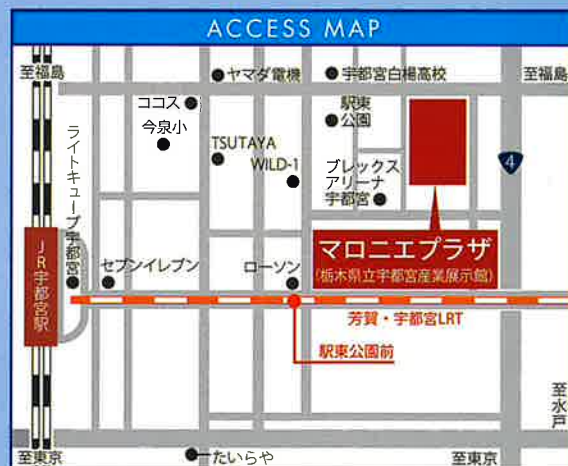 ACCESS MAP
至福島
ヤマダ電機
宇都宮白楊高校
至福島
ココス
今泉小
駅東
公園
TSUTAYA
WILD-1
ブレックス
アリーナ
宇都宮
4
ライトキューブ宇都宮
JR宇都宮駅
マロニエプラザ
(栃木県立宇都宮産業展示館)
セブンイレブン
ローソン
芳賀・宇都宮LRT
駅東公園前
至水戸
至東京
たいらや
至東京